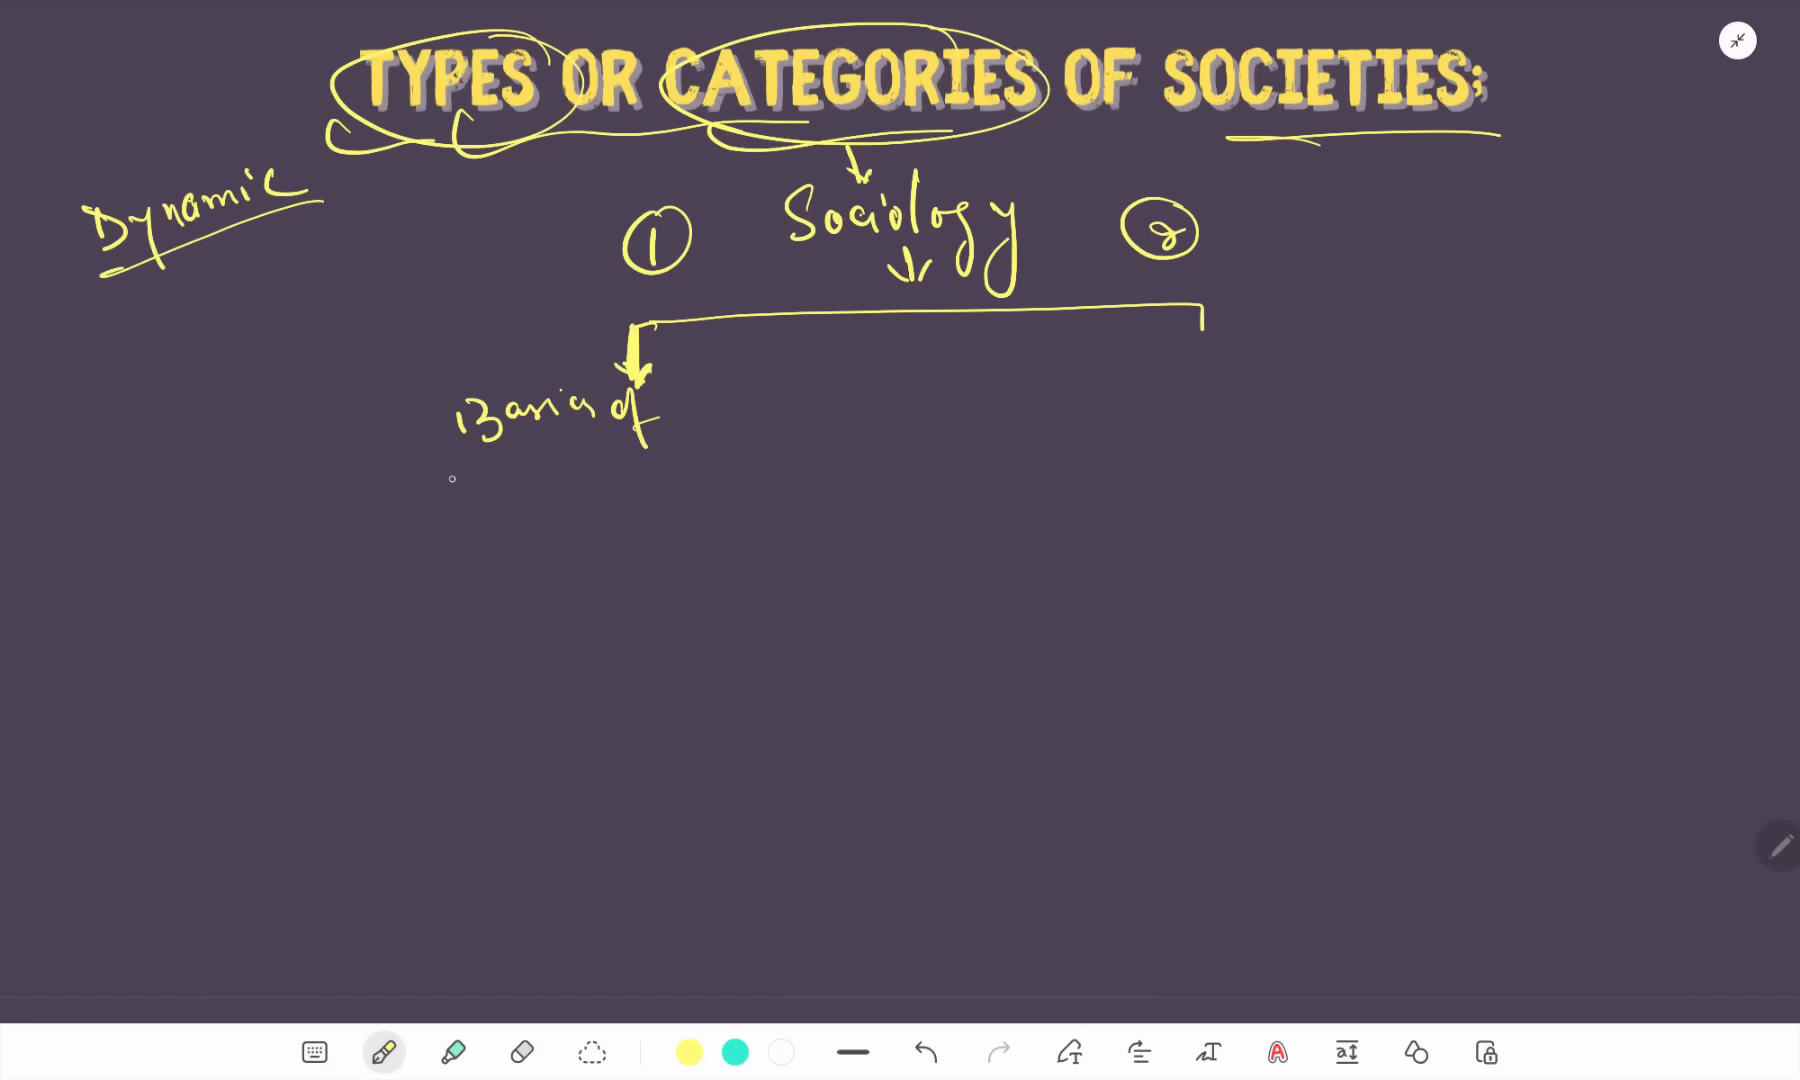 TYPES OR CATEGORIES OF SOCIETIES:
Dynamic
① Sociology ②
Basis of